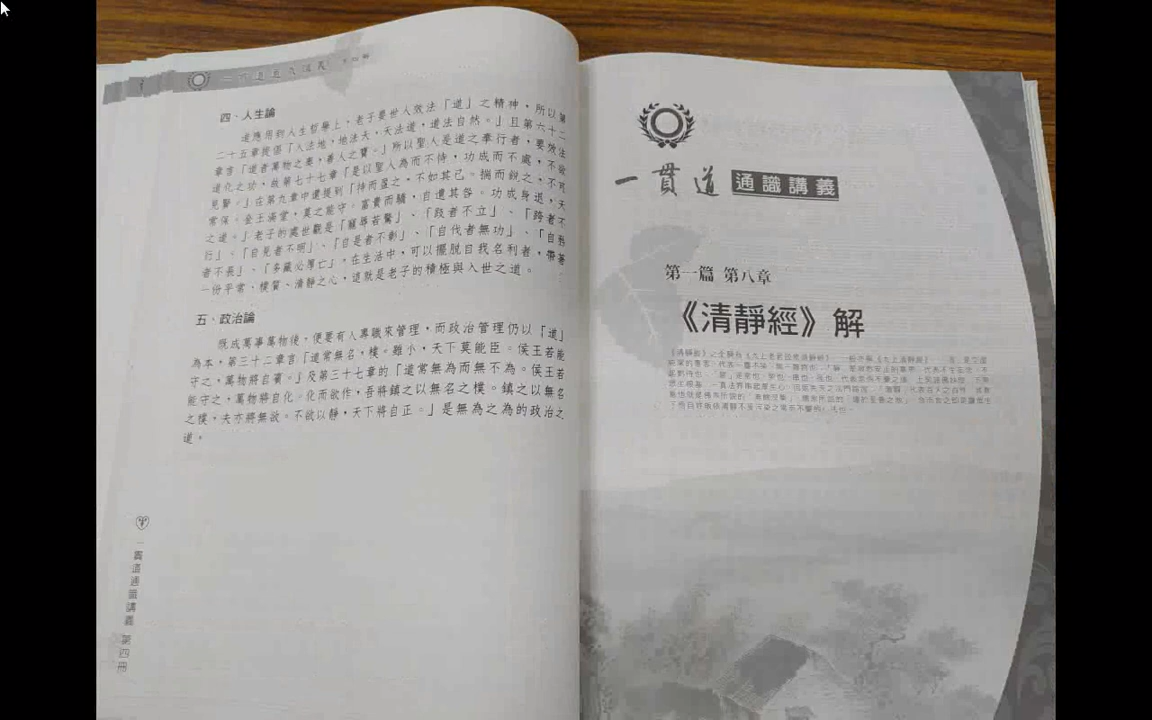 四、人生論
道應用到人生哲學上，老子要世人效法「道」之精神，所以第
二十五章提倡「人法地，地法天，天法道，道法自然。」且第六十二
章言「道者萬物之奧，善人之寶。」所以聖人是道之奉行者，要效法
道化之功，故第七十七章「是以聖人為而不恃，功成而不處，不欲
見賢。」在第九章中還提到「持而盈之，不如其已。揣而銳之，不可
常保。金玉滿堂，莫之能守。富貴而驕，自遺其咎。功成身退，天
之道。」老子的處世觀是「寵辱若驚」、「跂者不立」、「跨者不
行」、「自見者不明」、「自是者不彰」、「自伐者無功」、「自矜
者不長」、「多藏必厚亡」，在生活中，可以擺脫自我名利者，帶著
一份平常、樸質、清靜之心，這就是老子的積極與入世之道。
五、政治論
既成萬事萬物後，便要有人專職來管理，而政治管理仍以「道」
為本，第三十二章言「道常無名，樸。雖小，天下莫能臣。侯王若能
守之，萬物將自賓。」及第三十七章的「道常無為而無不為。侯王若
能守之，萬物將自化。化而欲作，吾將鎮之以無名之樸。鎮之以無名
之樸，夫亦將無欲。不欲以靜，天下將自正。」是無為之為的政治之
道。
一貫道通識講義 第四冊
一貫道 通識講義
第一篇 第八章
《清靜經》解